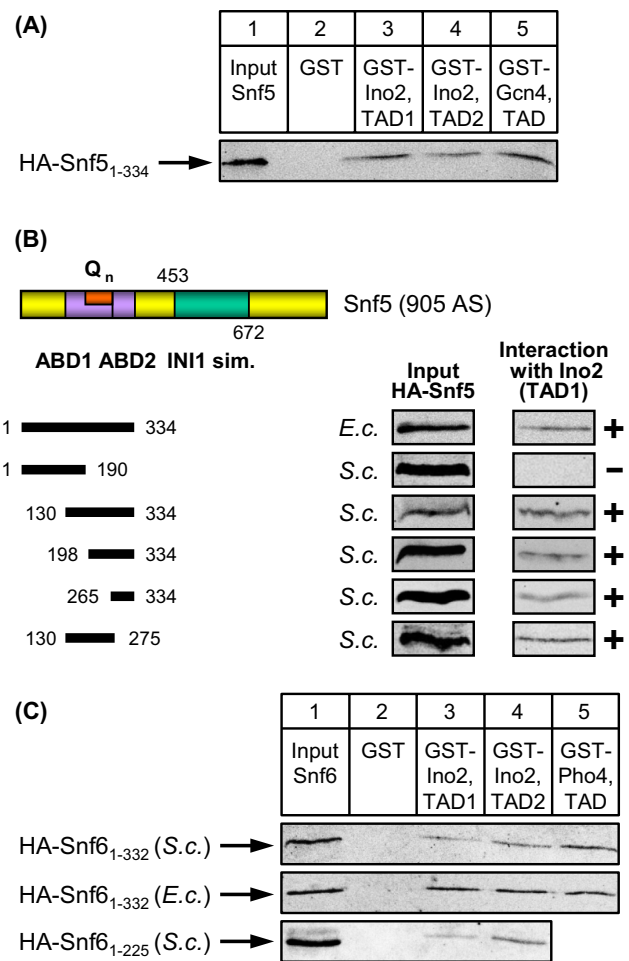 (A)
1 2 3 4 5
Input Snf5 GST GST-Ino2, TAD1 GST-Ino2, TAD2 GST-Gcn4, TAD
HA-Snf5₁₋₃₃₄
(B)
Qₙ 453
Snf5 (905 AS)
672
ABD1 ABD2 INI1 sim.
Input HA-Snf5
Interaction with Ino2 (TAD1)
1 334 E.c. +
1 190 S.c. –
130 334 S.c. +
198 334 S.c. +
265 334 S.c. +
130 275 S.c. +
(C)
1 2 3 4 5
Input Snf6 GST GST-Ino2, TAD1 GST-Ino2, TAD2 GST-Pho4, TAD
HA-Snf6₁₋₃₃₂ (S.c.)
HA-Snf6₁₋₃₃₂ (E.c.)
HA-Snf6₁₋₂₂₅ (S.c.)